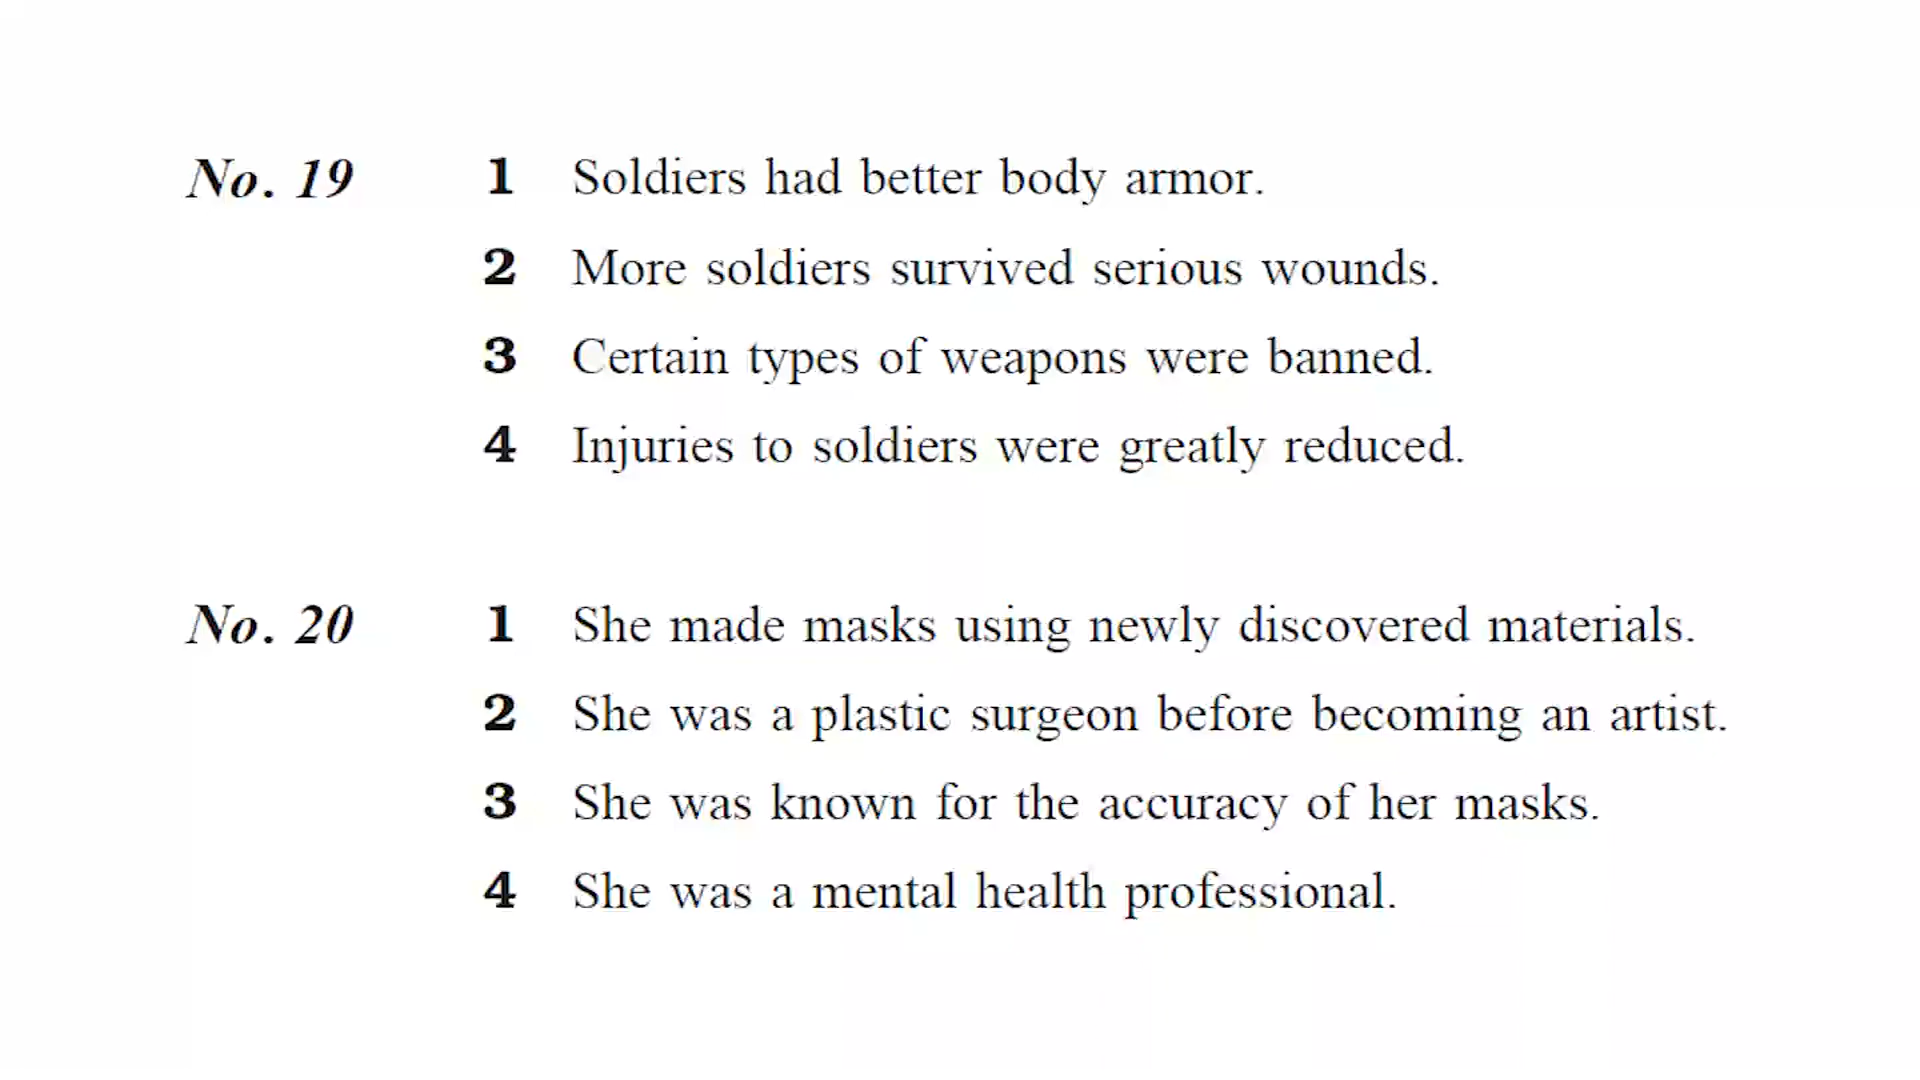 No. 19 1 Soldiers had better body armor.
2 More soldiers survived serious wounds.
3 Certain types of weapons were banned.
4 Injuries to soldiers were greatly reduced.
No. 20 1 She made masks using newly discovered materials.
2 She was a plastic surgeon before becoming an artist.
3 She was known for the accuracy of her masks.
4 She was a mental health professional.